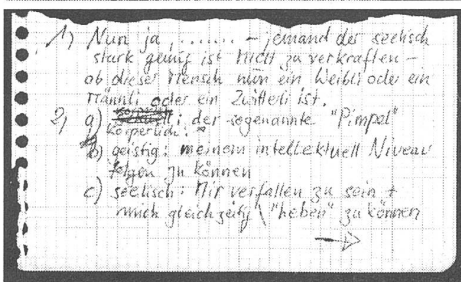 1) Nun ja, ........ – jemand der seelisch
stark genug ist mich zu verkraften –
ob dieser Mensch nun ein Weibli oder ein
Männli oder ein Zwitterli ist.
2) a) körperlich: der sogenannte "Pimpel"
b) geistig: meinem intellektuell Niveau
folgen zu können
c) seelisch: Mir verfallen zu sein +
mich gleichzeitig "heben" zu können